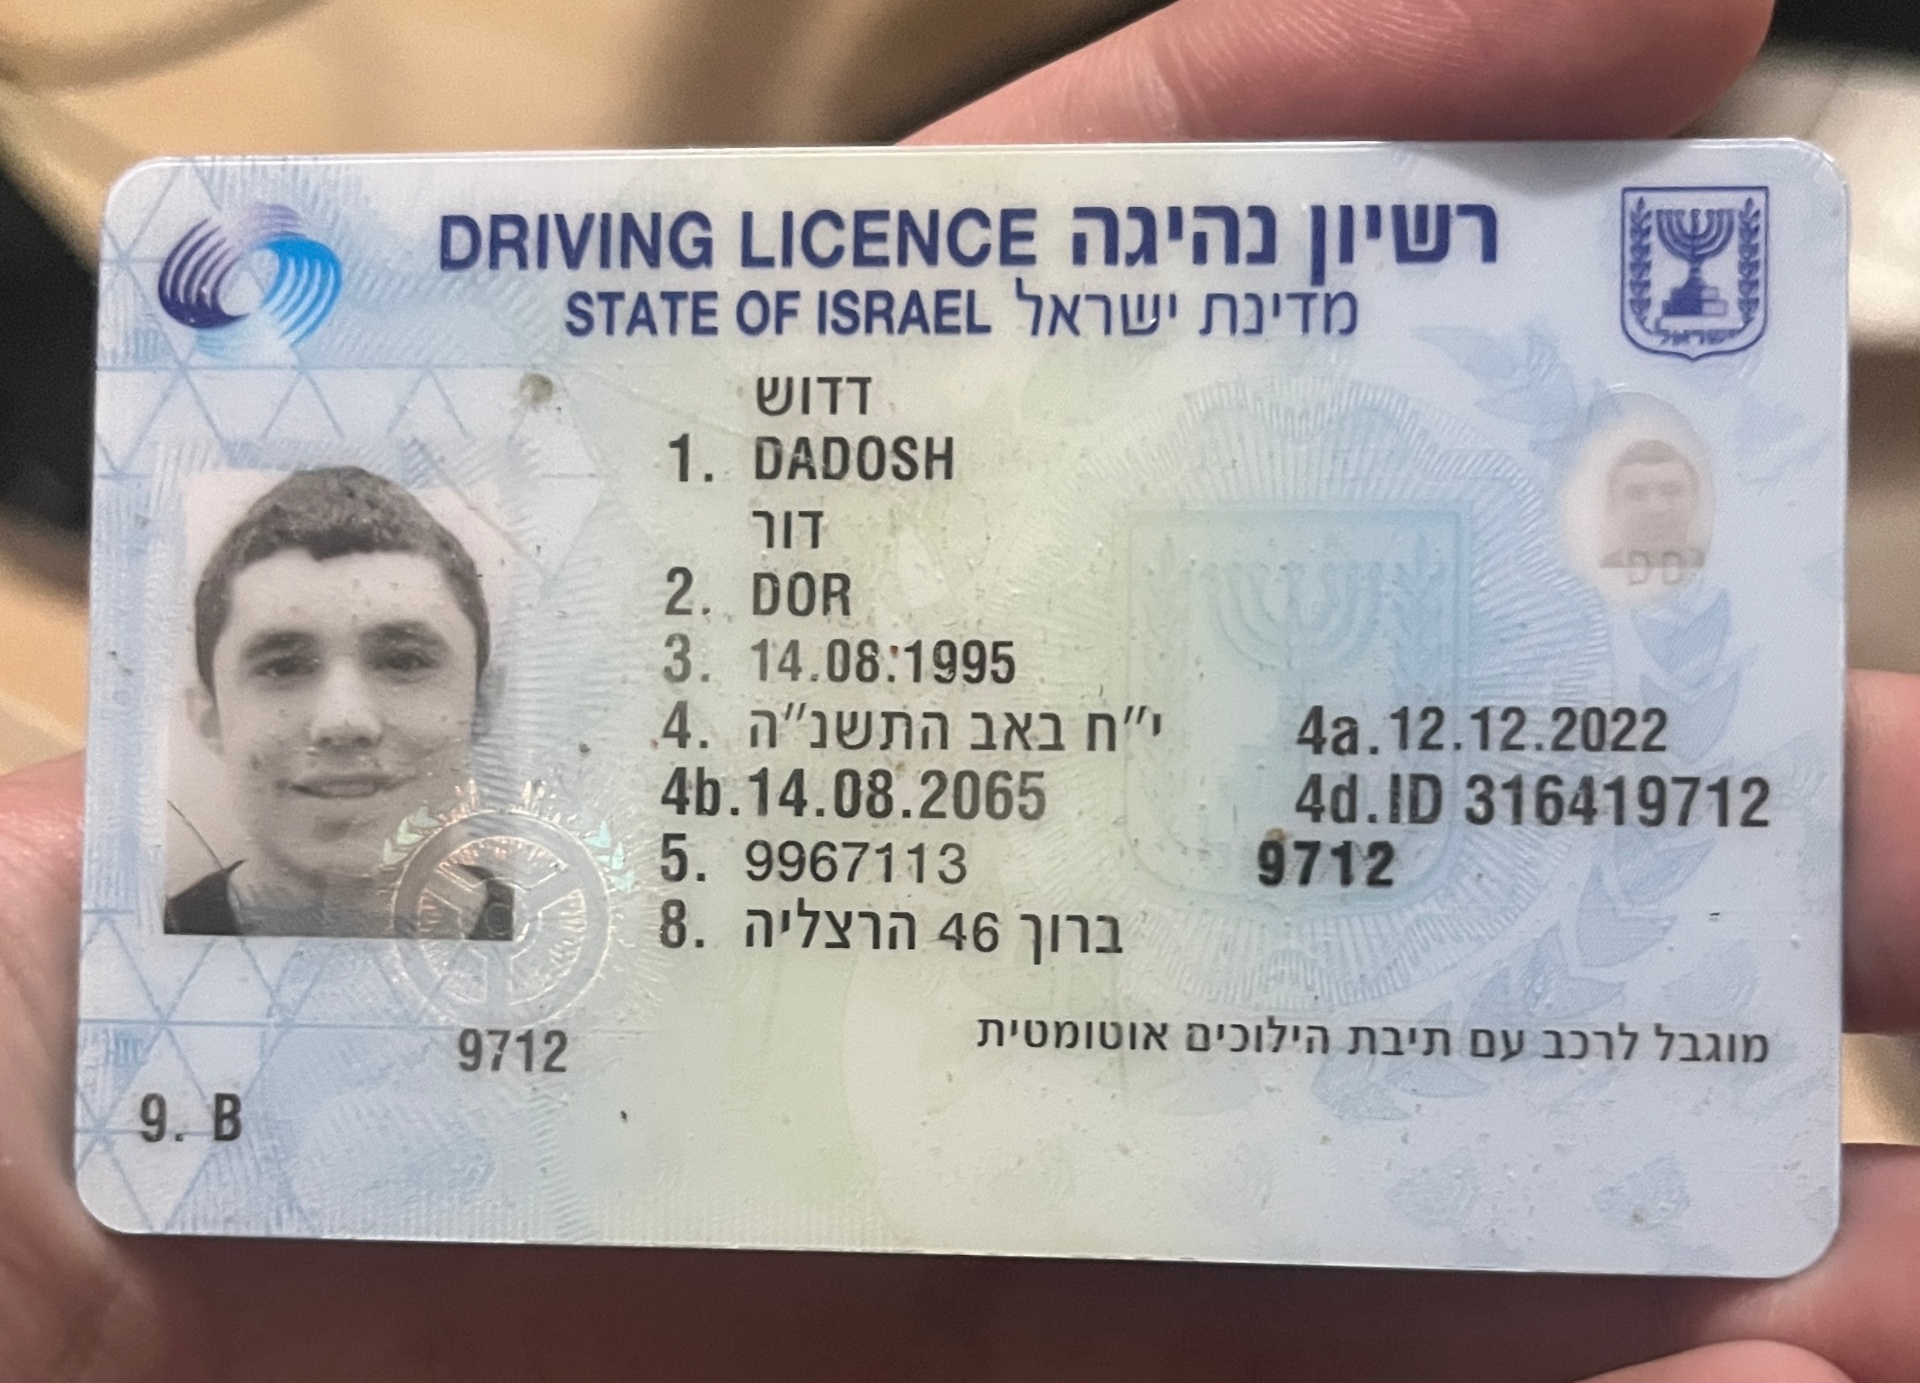 DRIVING LICENCE רשיון נהיגה
STATE OF ISRAEL מדינת ישראל
ישראל
דדוש
1. DADOSH
דור
2. DOR
3. 14.08.1995
4. י"ח באב התשנ"ה 4a.12.12.2022
4b.14.08.2065 4d.ID 316419712
5. 9967113 9712
8. ברוך 46 הרצליה
מוגבל לרכב עם תיבת הילוכים אוטומטית
9712
9. B